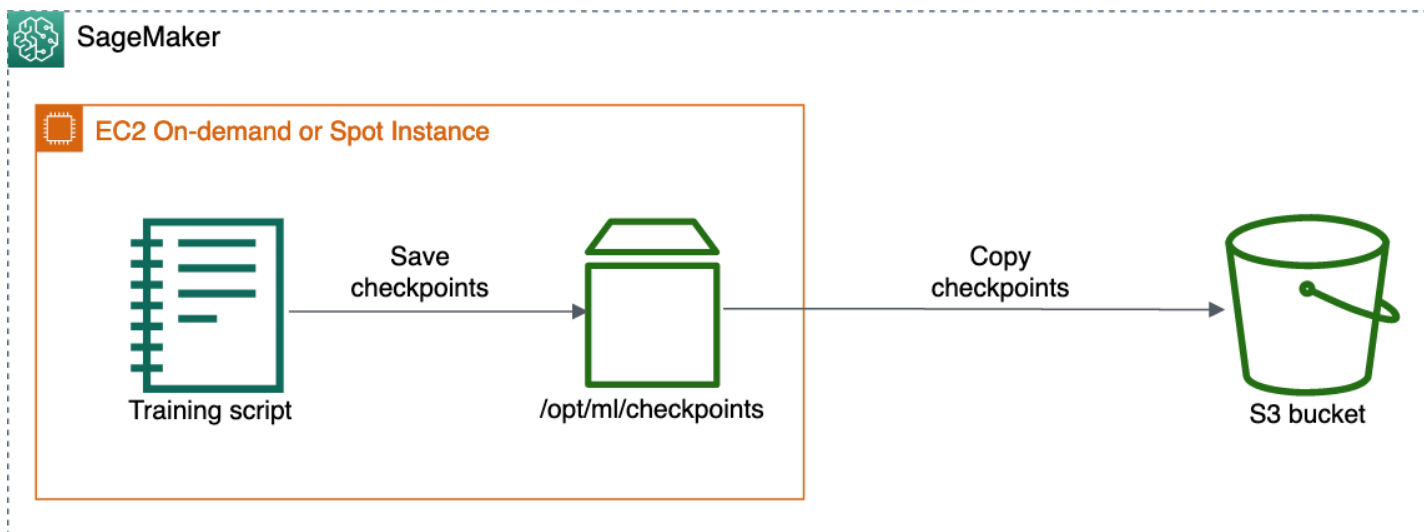 SageMaker
EC2 On-demand or Spot Instance
Save
checkpoints
Copy
checkpoints
Training script
/opt/ml/checkpoints
S3 bucket